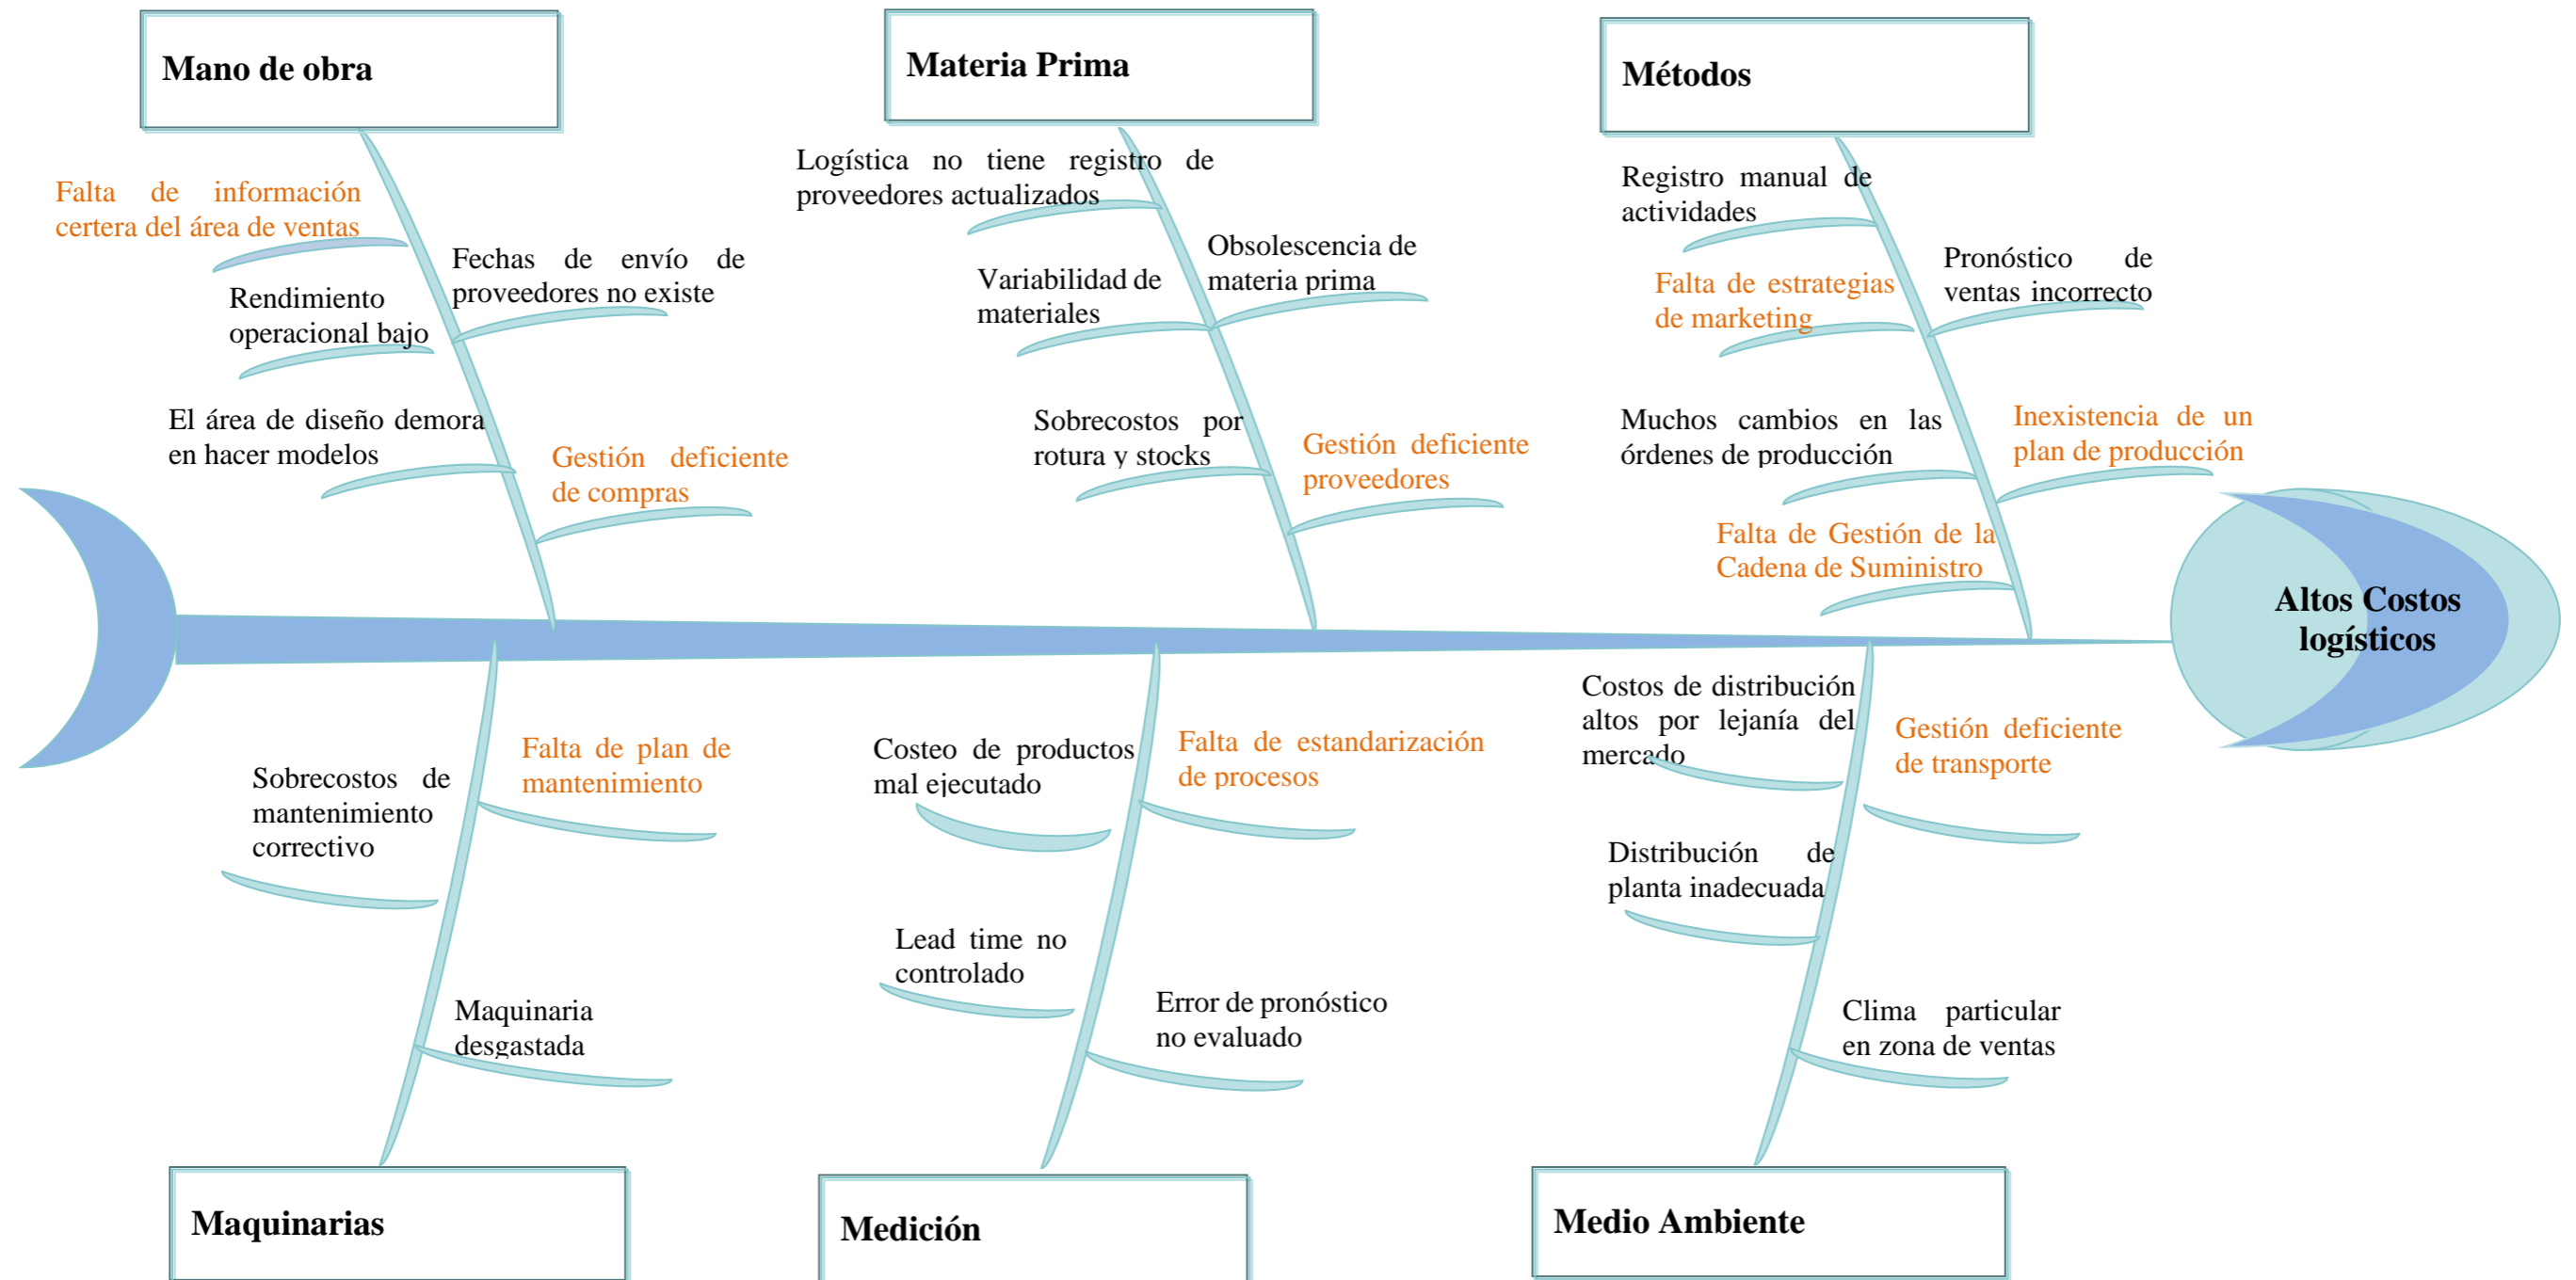 Mano de obra
Materia Prima
Métodos
Falta de información
certera del área de ventas
Fechas de envío de
proveedores no existe
Rendimiento
operacional bajo
El área de diseño demora
en hacer modelos
Gestión deficiente
de compras
Logística no tiene registro de
proveedores actualizados
Obsolescencia de
materia prima
Variabilidad de
materiales
Sobrecostos por
rotura y stocks
Gestión deficiente
proveedores
Registro manual de
actividades
Pronóstico de
ventas incorrecto
Falta de estrategias
de marketing
Muchos cambios en las
órdenes de producción
Inexistencia de un
plan de producción
Falta de Gestión de la
Cadena de Suministro
Altos Costos
logísticos
Sobrecostos de
mantenimiento
correctivo
Falta de plan de
mantenimiento
Maquinaria
desgastada
Costeo de productos
mal ejecutado
Falta de estandarización
de procesos
Lead time no
controlado
Error de pronóstico
no evaluado
Costos de distribución
altos por lejanía del
mercado
Gestión deficiente
de transporte
Distribución de
planta inadecuada
Clima particular
en zona de ventas
Maquinarias
Medición
Medio Ambiente